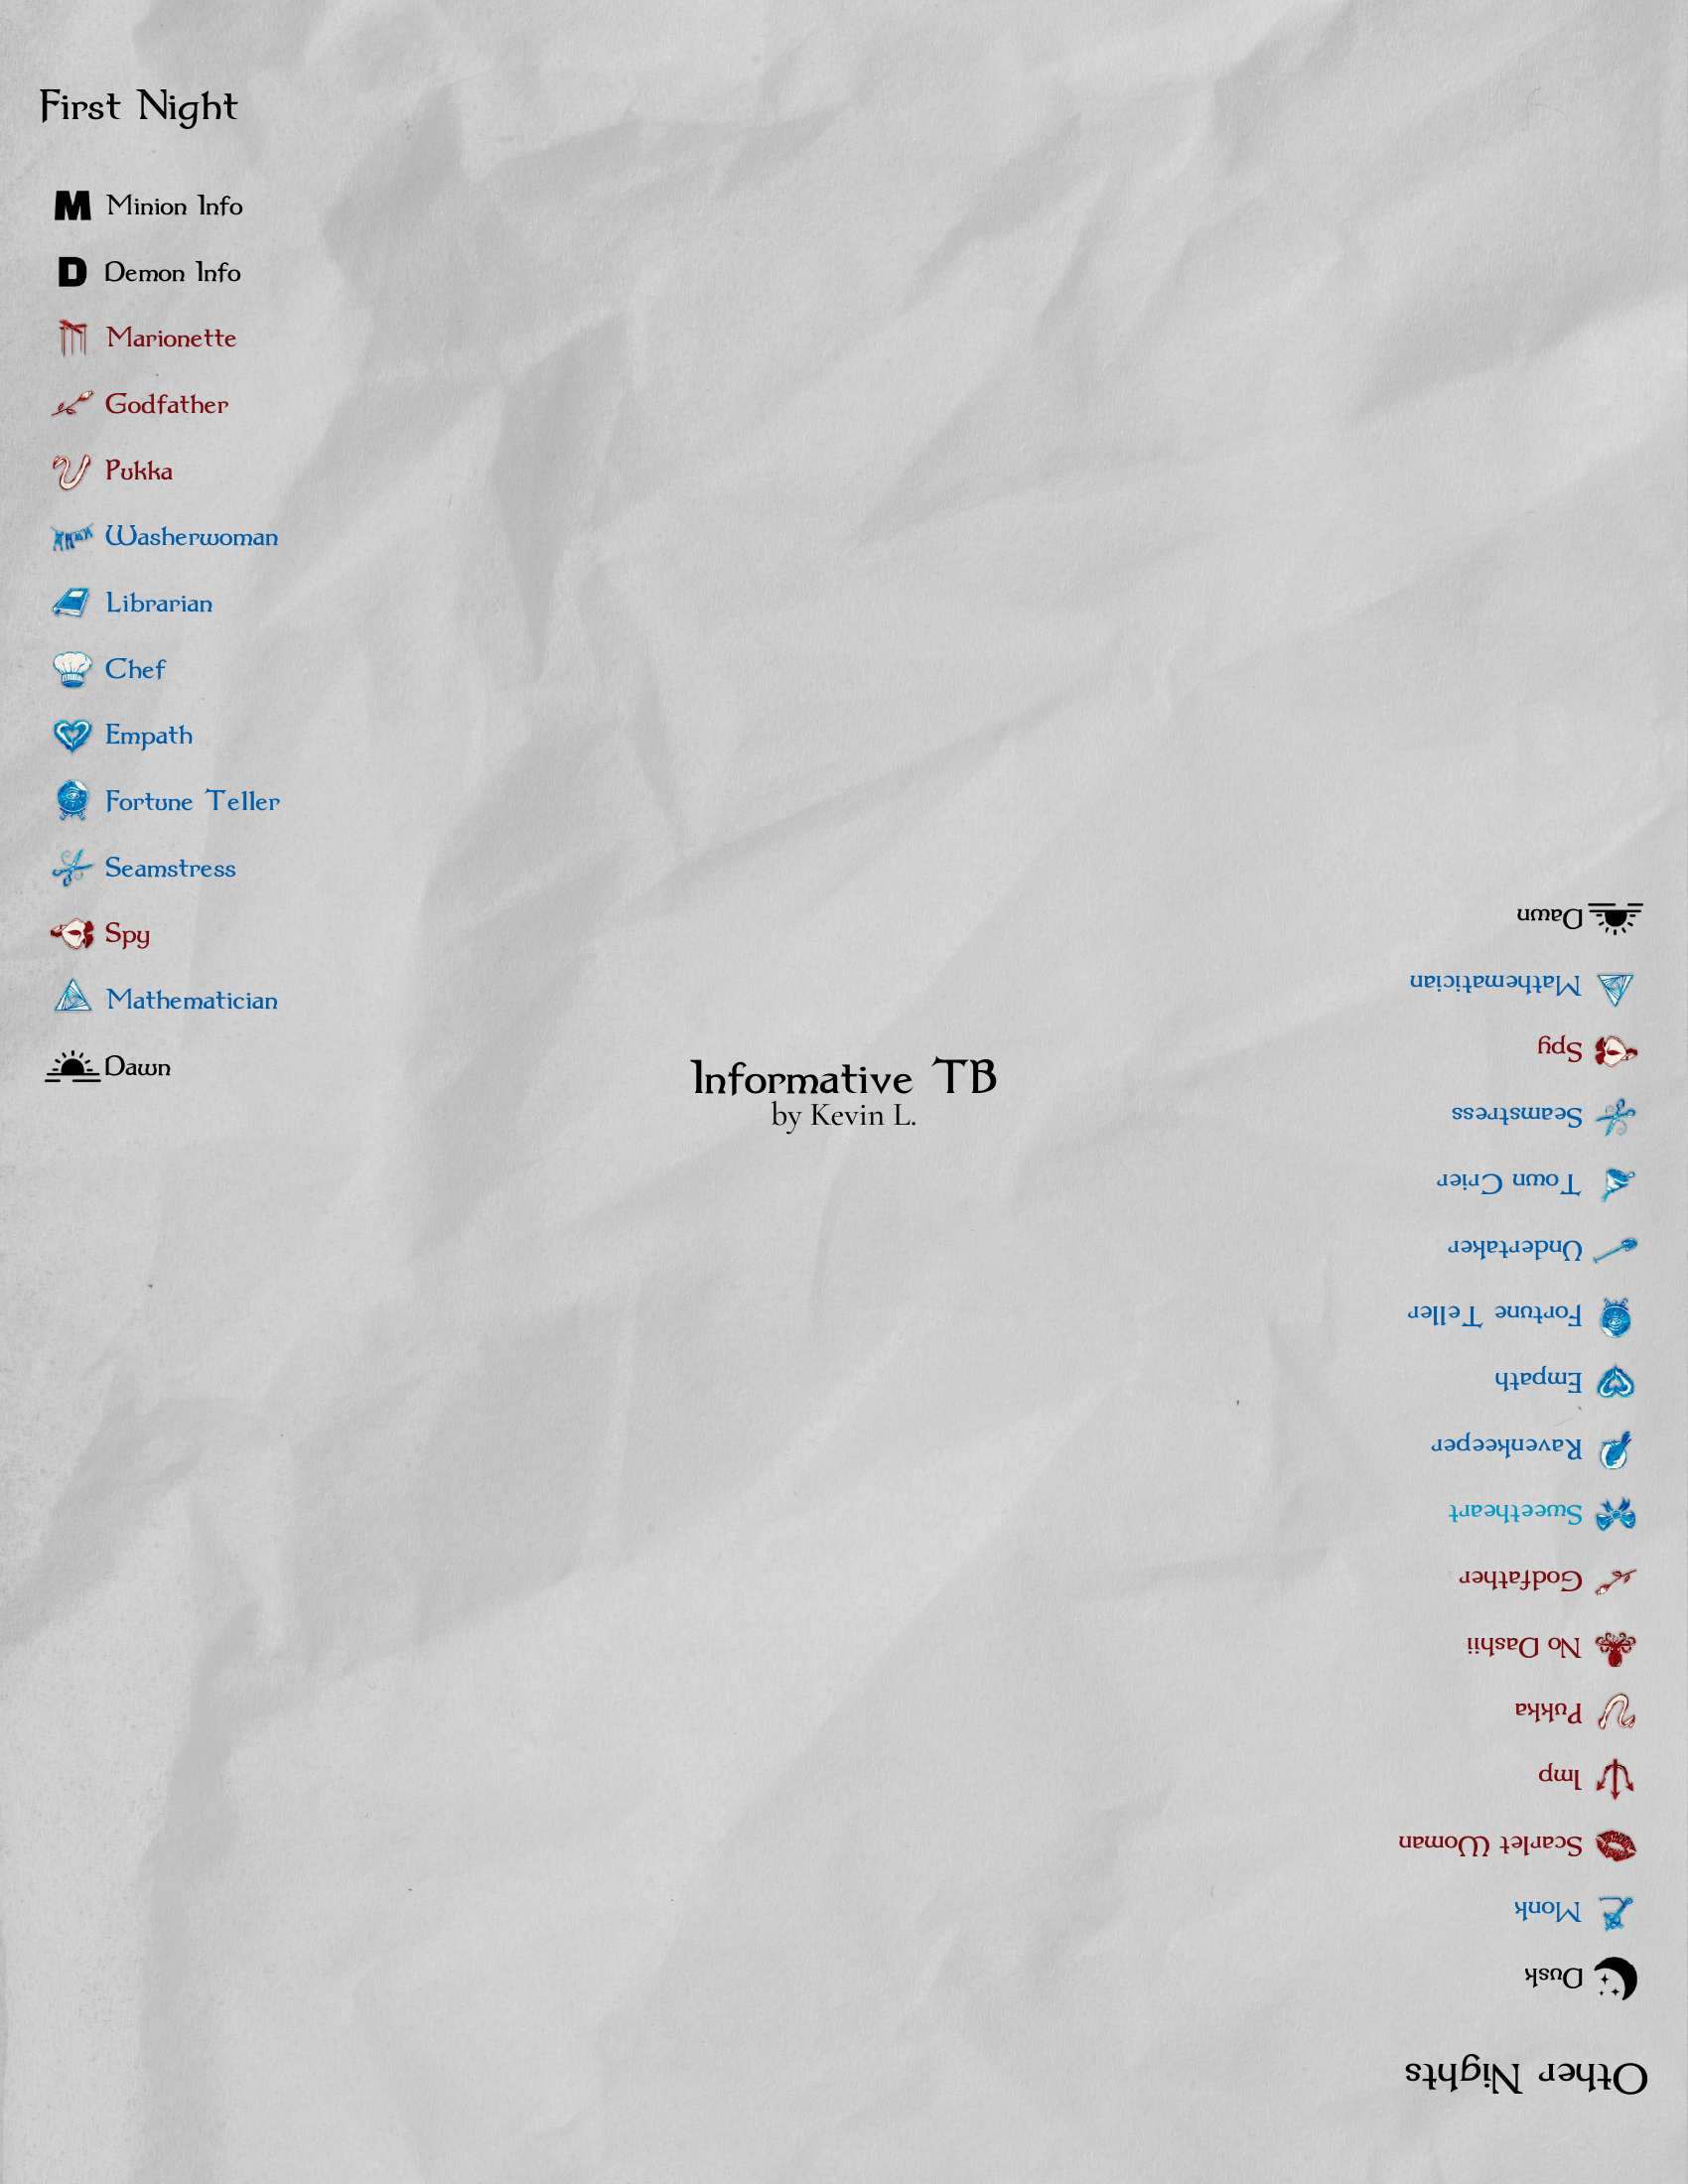 First Night
M Minion Info
D Demon Info
Marionette
Godfather
Pukka
Washerwoman
Librarian
Chef
Empath
Fortune Teller
Seamstress
Spy
Mathematician
Dawn
Informative TB
by Kevin L.
Other Nights
Dusk
Monk
Scarlet Woman
Imp
Pukka
No Dashii
Godfather
Sweetheart
Ravenkeeper
Empath
Fortune Teller
Undertaker
Town Crier
Seamstress
Spy
Mathematician
Dawn